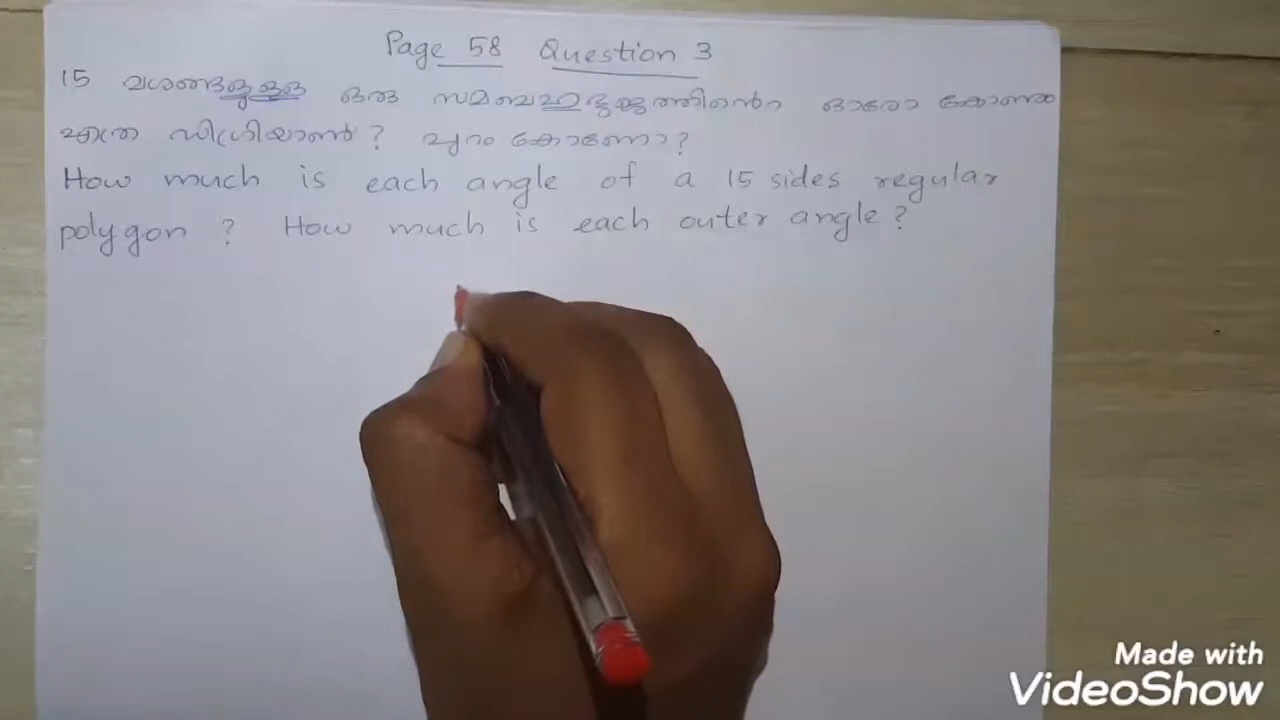 Page 58 Question 3
15 വശങ്ങളുള്ള ഒരു സമബഹുഭുജത്തിന്റെ ഓരോ കോണും
എത്ര ഡിഗ്രിയാണ്? പുറം കോണോ?
How much is each angle of a 15 sides regular
polygon ? How much is each outer angle ?
Made with
VideoShow